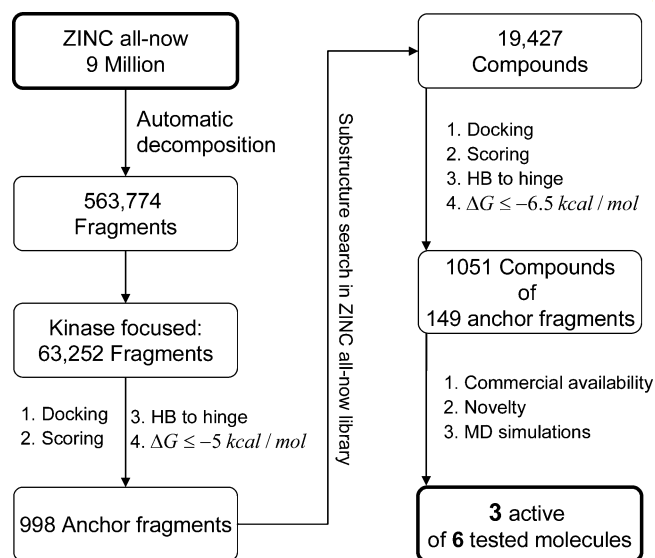 ZINC all-now
9 Million
Automatic
decomposition
563,774
Fragments
Kinase focused:
63,252 Fragments
1. Docking
2. Scoring
3. HB to hinge
4. ΔG ≤ −5 kcal / mol
998 Anchor fragments
Substructure search in ZINC all-now library
19,427
Compounds
1. Docking
2. Scoring
3. HB to hinge
4. ΔG ≤ −6.5 kcal / mol
1051 Compounds
of
149 anchor fragments
1. Commercial availability
2. Novelty
3. MD simulations
3 active
of 6 tested molecules